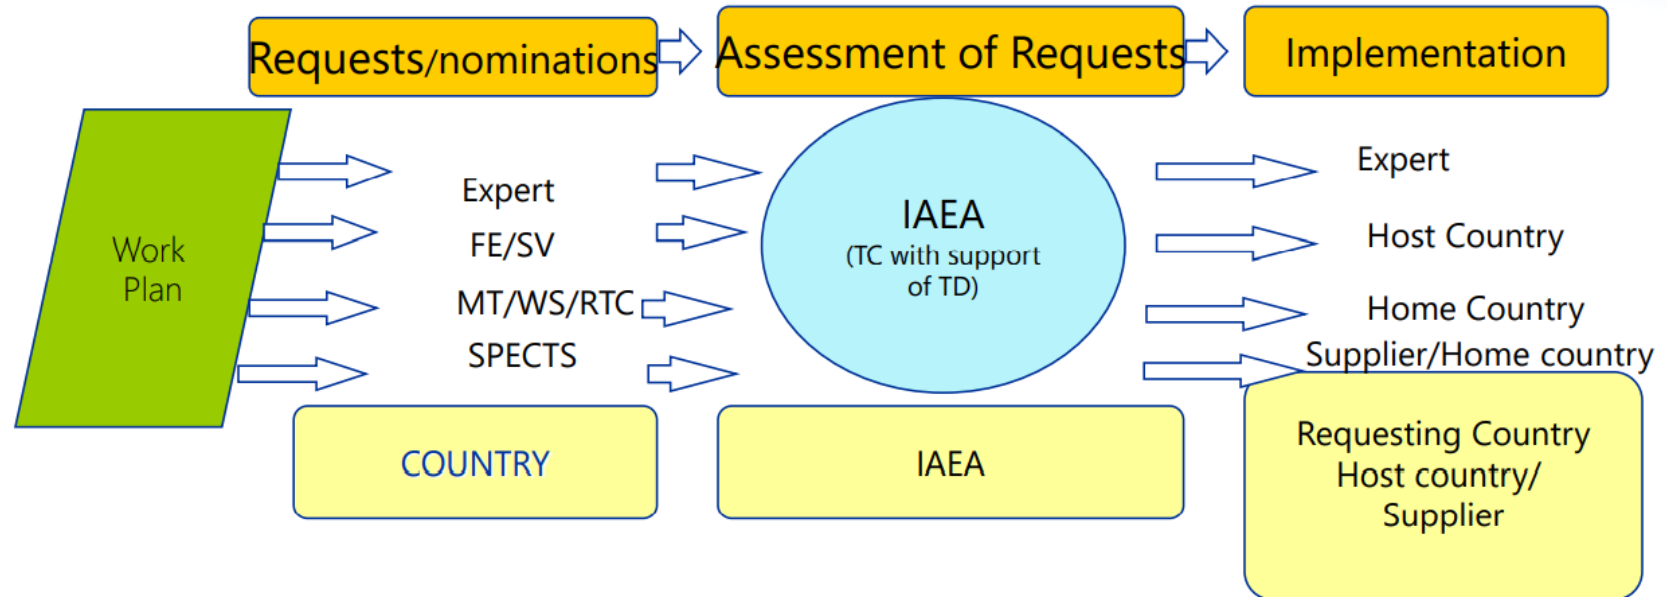 Requests/nominations
Assessment of Requests
Implementation
Work
Plan
Expert
FE/SV
MT/WS/RTC
SPECTS
IAEA
(TC with support
of TD)
Expert
Host Country
Home Country
Supplier/Home country
COUNTRY
IAEA
Requesting Country
Host country/
Supplier